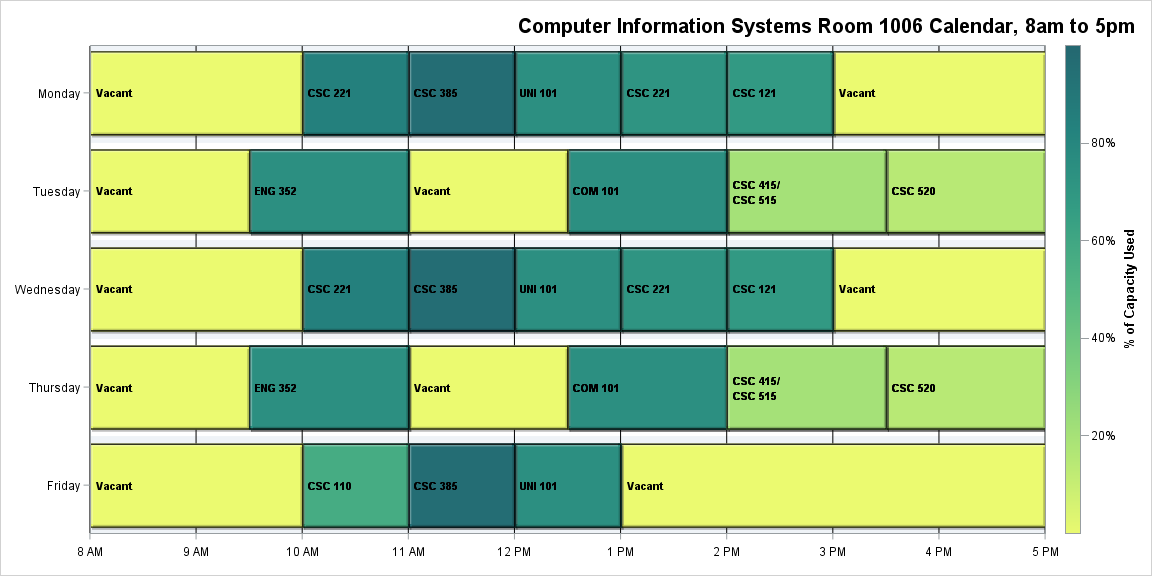 Computer Information Systems Room 1006 Calendar, 8am to 5pm
Monday
Vacant
CSC 221
CSC 385
UNI 101
CSC 221
CSC 121
Vacant
Tuesday
Vacant
ENG 352
Vacant
COM 101
CSC 415/
CSC 515
CSC 520
Wednesday
Vacant
CSC 221
CSC 385
UNI 101
CSC 221
CSC 121
Vacant
Thursday
Vacant
ENG 352
Vacant
COM 101
CSC 415/
CSC 515
CSC 520
Friday
Vacant
CSC 110
CSC 385
UNI 101
Vacant
8 AM
9 AM
10 AM
11 AM
12 PM
1 PM
2 PM
3 PM
4 PM
5 PM
80%
60%
40%
20%
% of Capacity Used